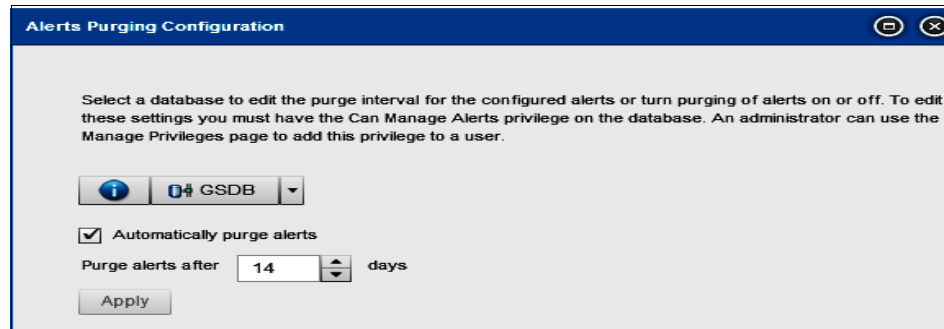 Alerts Purging Configuration
Select a database to edit the purge interval for the configured alerts or turn purging of alerts on or off. To edit
these settings you must have the Can Manage Alerts privilege on the database. An administrator can use the
Manage Privileges page to add this privilege to a user.
GSDB
Automatically purge alerts
Purge alerts after 14 days
Apply